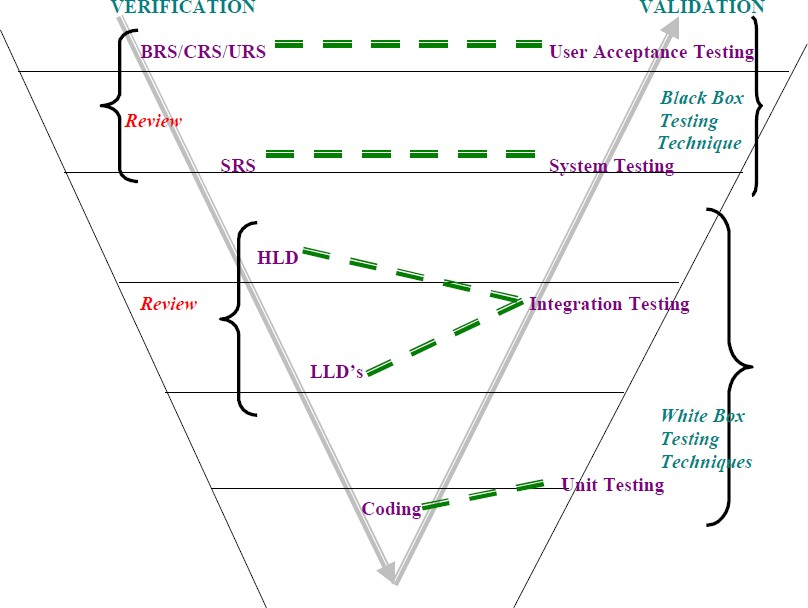 VERIFICATION
VALIDATION
BRS/CRS/URS
User Acceptance Testing
Black Box
Testing
Technique
Review
SRS
System Testing
HLD
Review
Integration Testing
LLD's
White Box
Testing
Techniques
Unit Testing
Coding